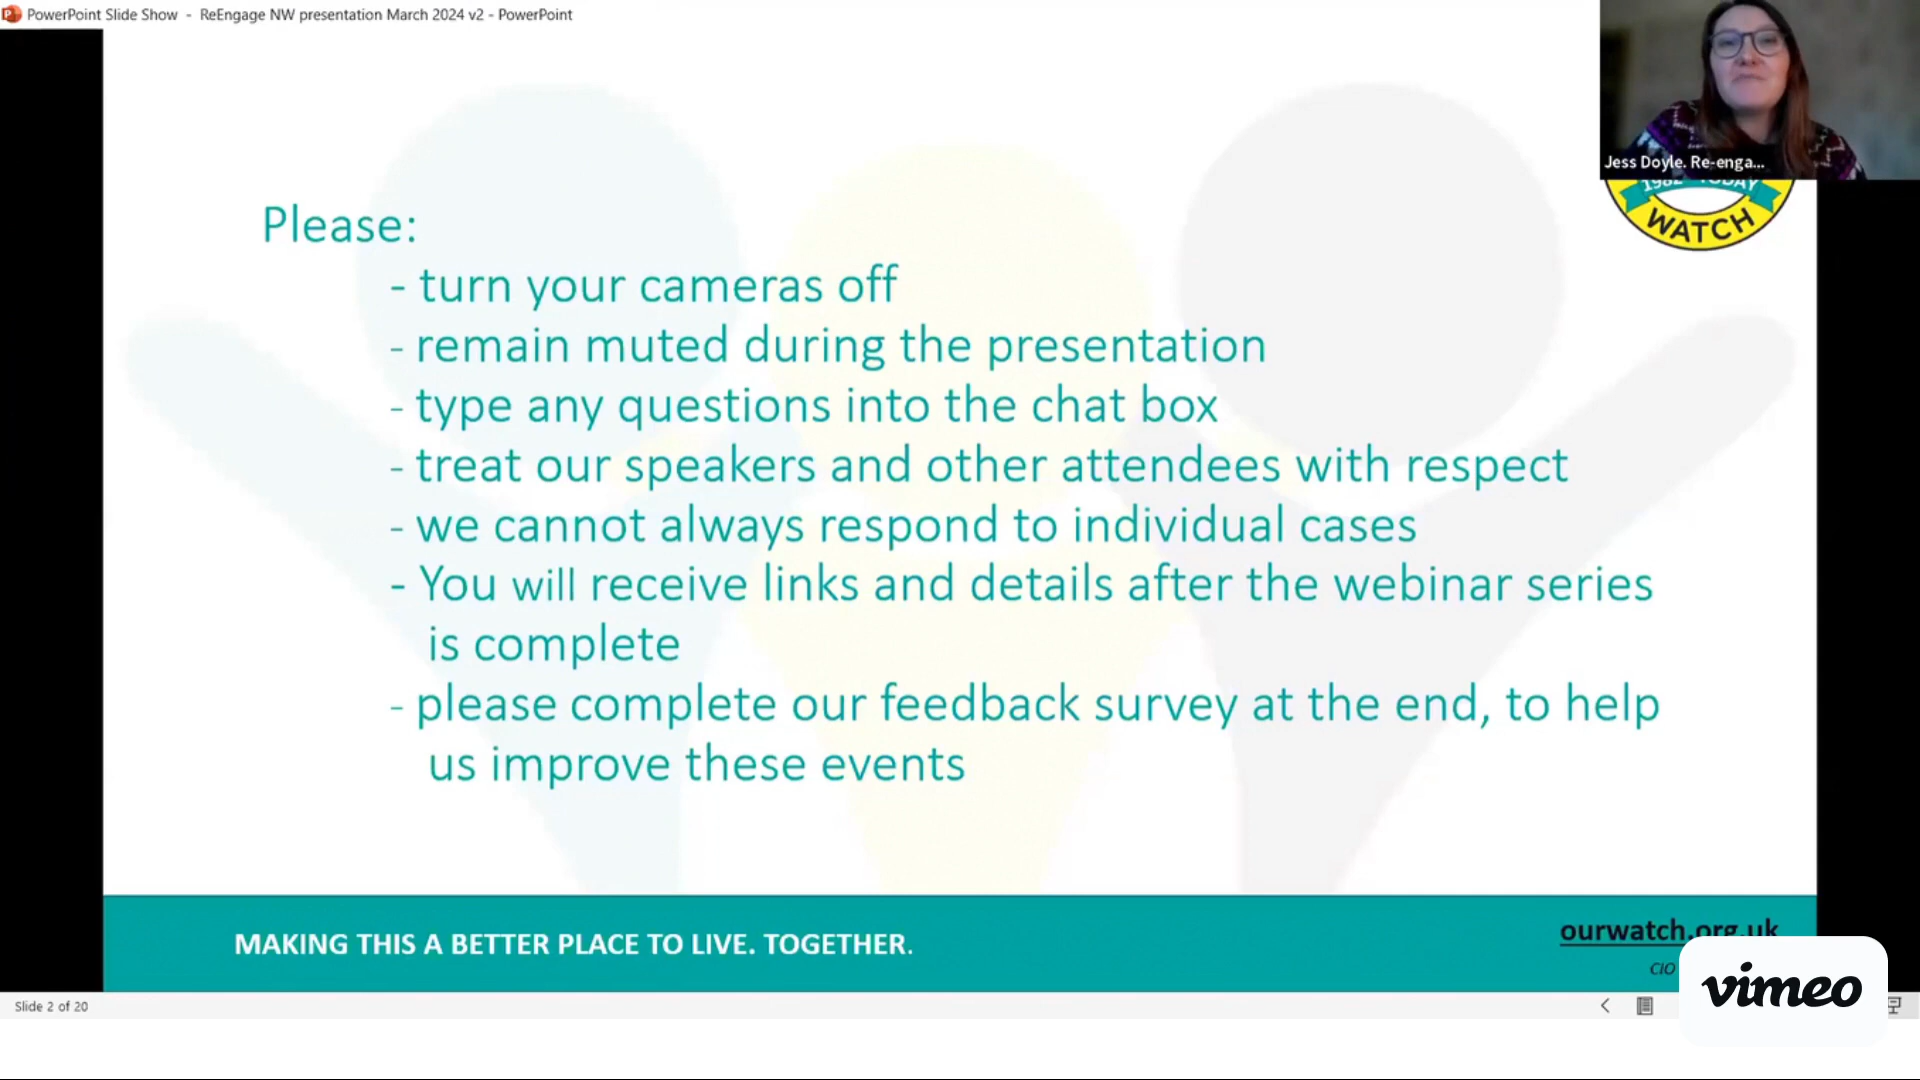 PowerPoint Slide Show - ReEngage NW presentation March 2024 v2 - PowerPoint
Jess Doyle. Re-enga...
1982 TODAY
WATCH
Please:
- turn your cameras off
- remain muted during the presentation
- type any questions into the chat box
- treat our speakers and other attendees with respect
- we cannot always respond to individual cases
- You will receive links and details after the webinar series
is complete
- please complete our feedback survey at the end, to help
us improve these events
MAKING THIS A BETTER PLACE TO LIVE. TOGETHER.
ourwatch.org.uk
CIO
vimeo
Slide 2 of 20